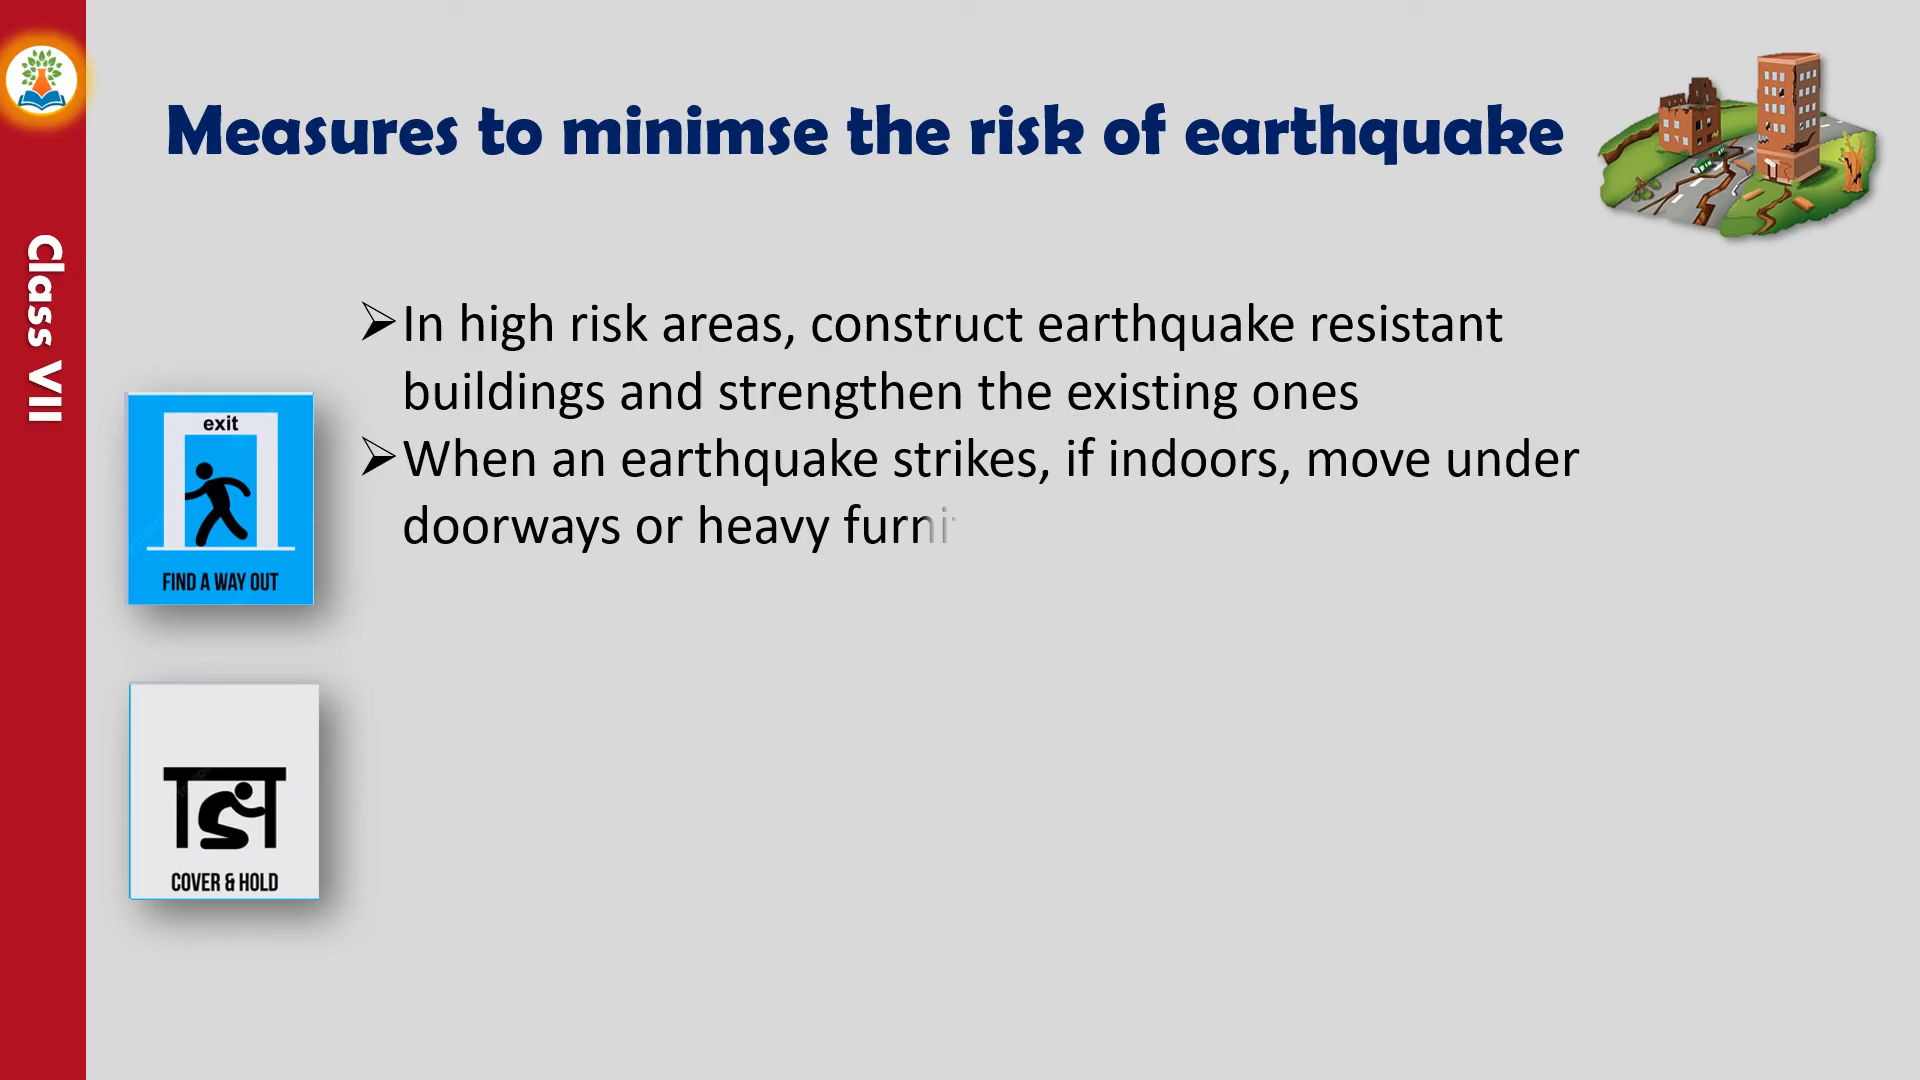 Measures to minimse the risk of earthquake
Class VII
➢In high risk areas, construct earthquake resistant
buildings and strengthen the existing ones
➢When an earthquake strikes, if indoors, move under
doorways or heavy
exit
FIND A WAY OUT
COVER & HOLD